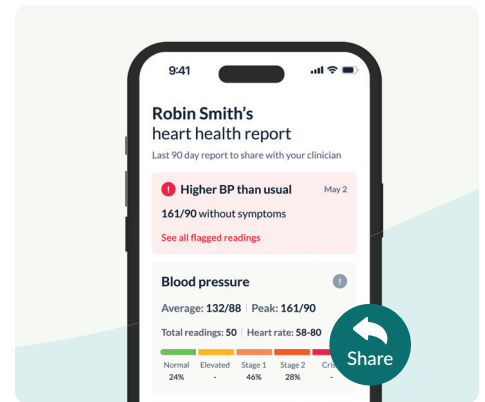 9:41
Robin Smith's
heart health report
Last 90 day report to share with your clinician
Higher BP than usual May 2
161/90 without symptoms
See all flagged readings
Blood pressure
Average: 132/88 | Peak: 161/90
Total readings: 50 | Heart rate: 58-80
Share
Normal Elevated Stage 1 Stage 2
24% - 46% 28% -